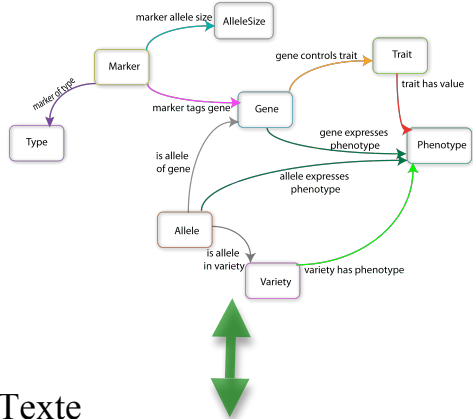 marker allele size
AlleleSize
gene controls trait
Trait
Marker
trait has value
marker of type
marker tags gene
Gene
gene expresses
phenotype
Type
Phenotype
is allele
of gene
allele expresses
phenotype
Allele
is allele
in variety
variety has phenotype
Variety
Texte